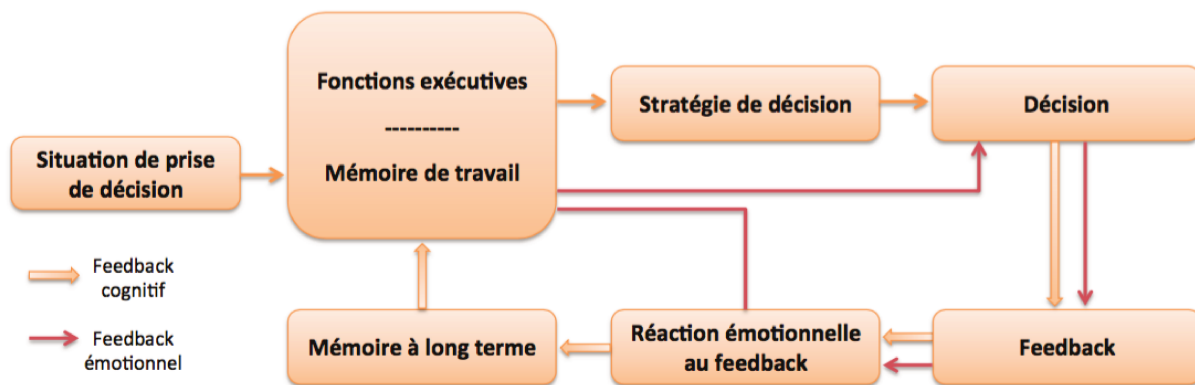 Fonctions exécutives
----------
Mémoire de travail
Stratégie de décision
Décision
Situation de prise
de décision
Feedback
cognitif
Feedback
émotionnel
Mémoire à long terme
Réaction émotionnelle
au feedback
Feedback